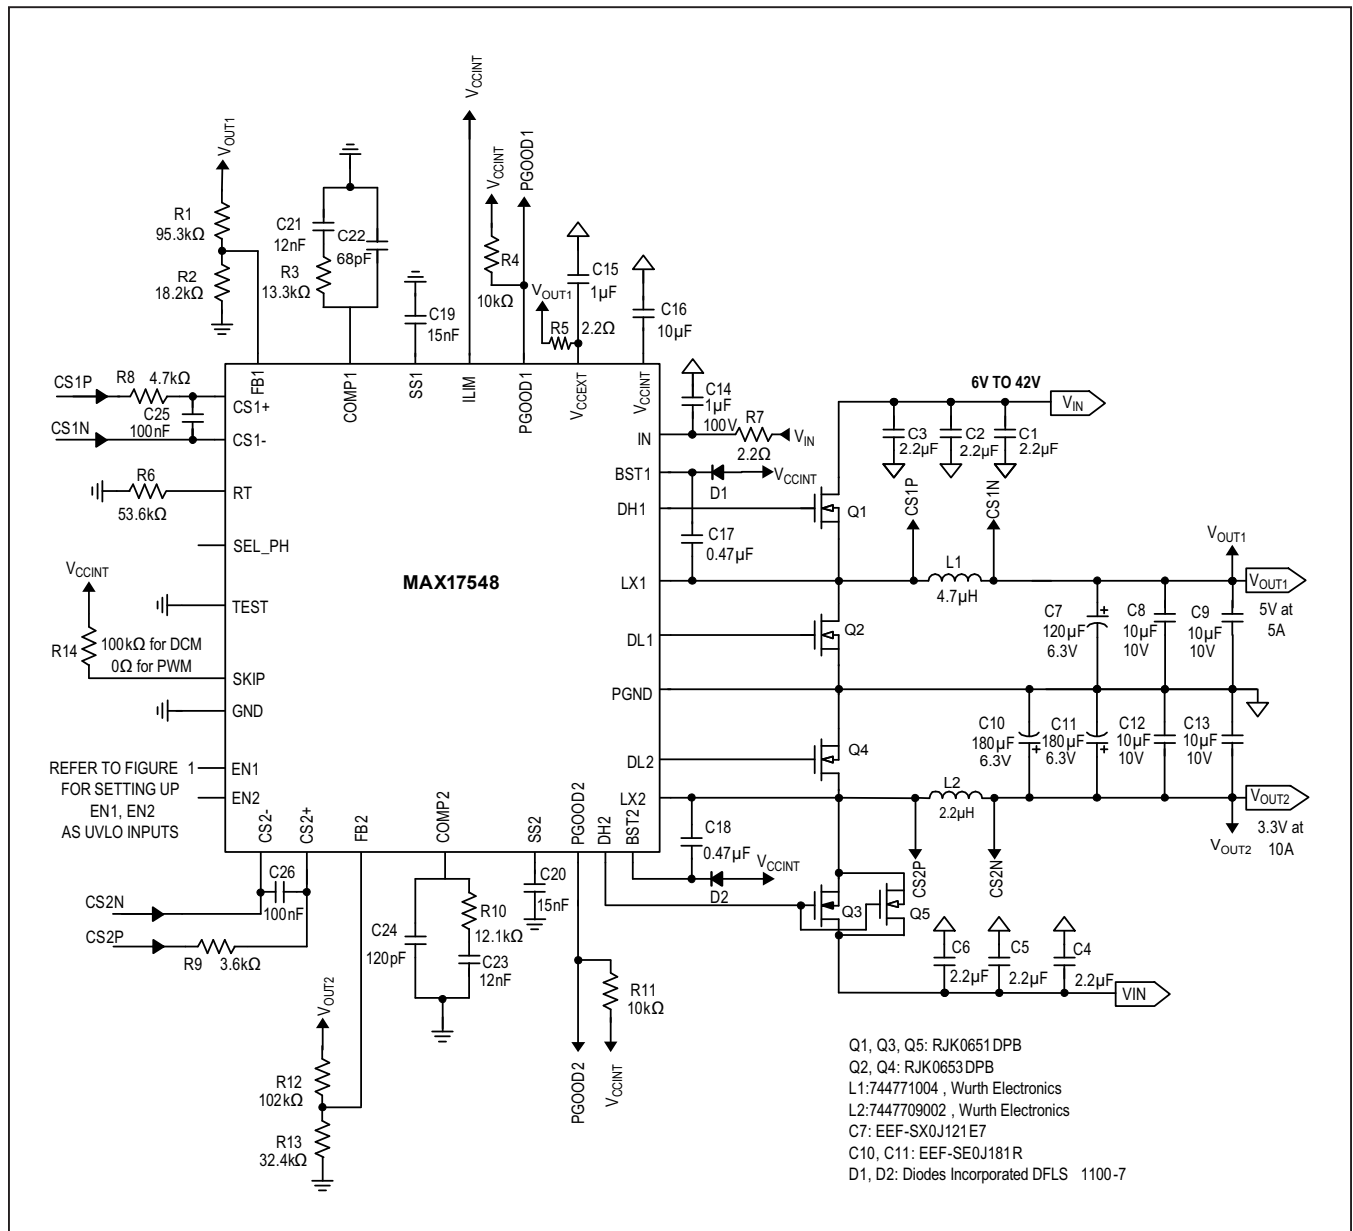 VCCINT
VOUT1
VCCINT
PGOOD1
R1
95.3kΩ
R2
18.2kΩ
C21
12nF
C22
68pF
R3
13.3kΩ
C19
15nF
R4
10kΩ
VOUT1
R5
2.2Ω
C15
1µF
C16
10µF
CS1P
R8
4.7kΩ
C25
100nF
CS1N
FB1
COMP1
SS1
ILIM
PGOOD1
VCCEXT
VCCINT
CS1+
CS1-
R6
53.6kΩ
RT
SEL_PH
VCCINT
TEST
R14
100kΩ for DCM
0Ω for PWM
SKIP
GND
REFER TO FIGURE 1
FOR SETTING UP
EN1, EN2
AS UVLO INPUTS
EN1
EN2
MAX17548
IN
BST1
DH1
LX1
DL1
PGND
DL2
LX2
CS2-
CS2+
FB2
COMP2
SS2
PGOOD2
DH2
BST2
C14
1µF
100V
R7
2.2Ω
VIN
D1
VCCINT
C17
0.47µF
6V TO 42V
VIN
C3
2.2µF
C2
2.2µF
C1
2.2µF
Q1
CS1P
CS1N
L1
4.7µH
VOUT1
VOUT1
5V at
5A
Q2
C7
120µF
6.3V
C8
10µF
10V
C9
10µF
10V
Q4
C10
180µF
6.3V
C11
180µF
6.3V
C12
10µF
10V
C13
10µF
10V
L2
2.2µH
VOUT2
VOUT2
3.3V at
10A
C18
0.47µF
VCCINT
D2
CS2P
CS2N
Q3
Q5
C6
2.2µF
C5
2.2µF
C4
2.2µF
VIN
CS2N
CS2P
C26
100nF
R9
3.6kΩ
C24
120pF
R10
12.1kΩ
C23
12nF
C20
15nF
R11
10kΩ
PGOOD2
VCCINT
VOUT2
R12
102kΩ
R13
32.4kΩ
Q1, Q3, Q5: RJK0651DPB
Q2, Q4: RJK0653DPB
L1:744771004 , Wurth Electronics
L2:7447709002 , Wurth Electronics
C7: EEF-SX0J121E7
C10, C11: EEF-SE0J181R
D1, D2: Diodes Incorporated DFLS 1100-7